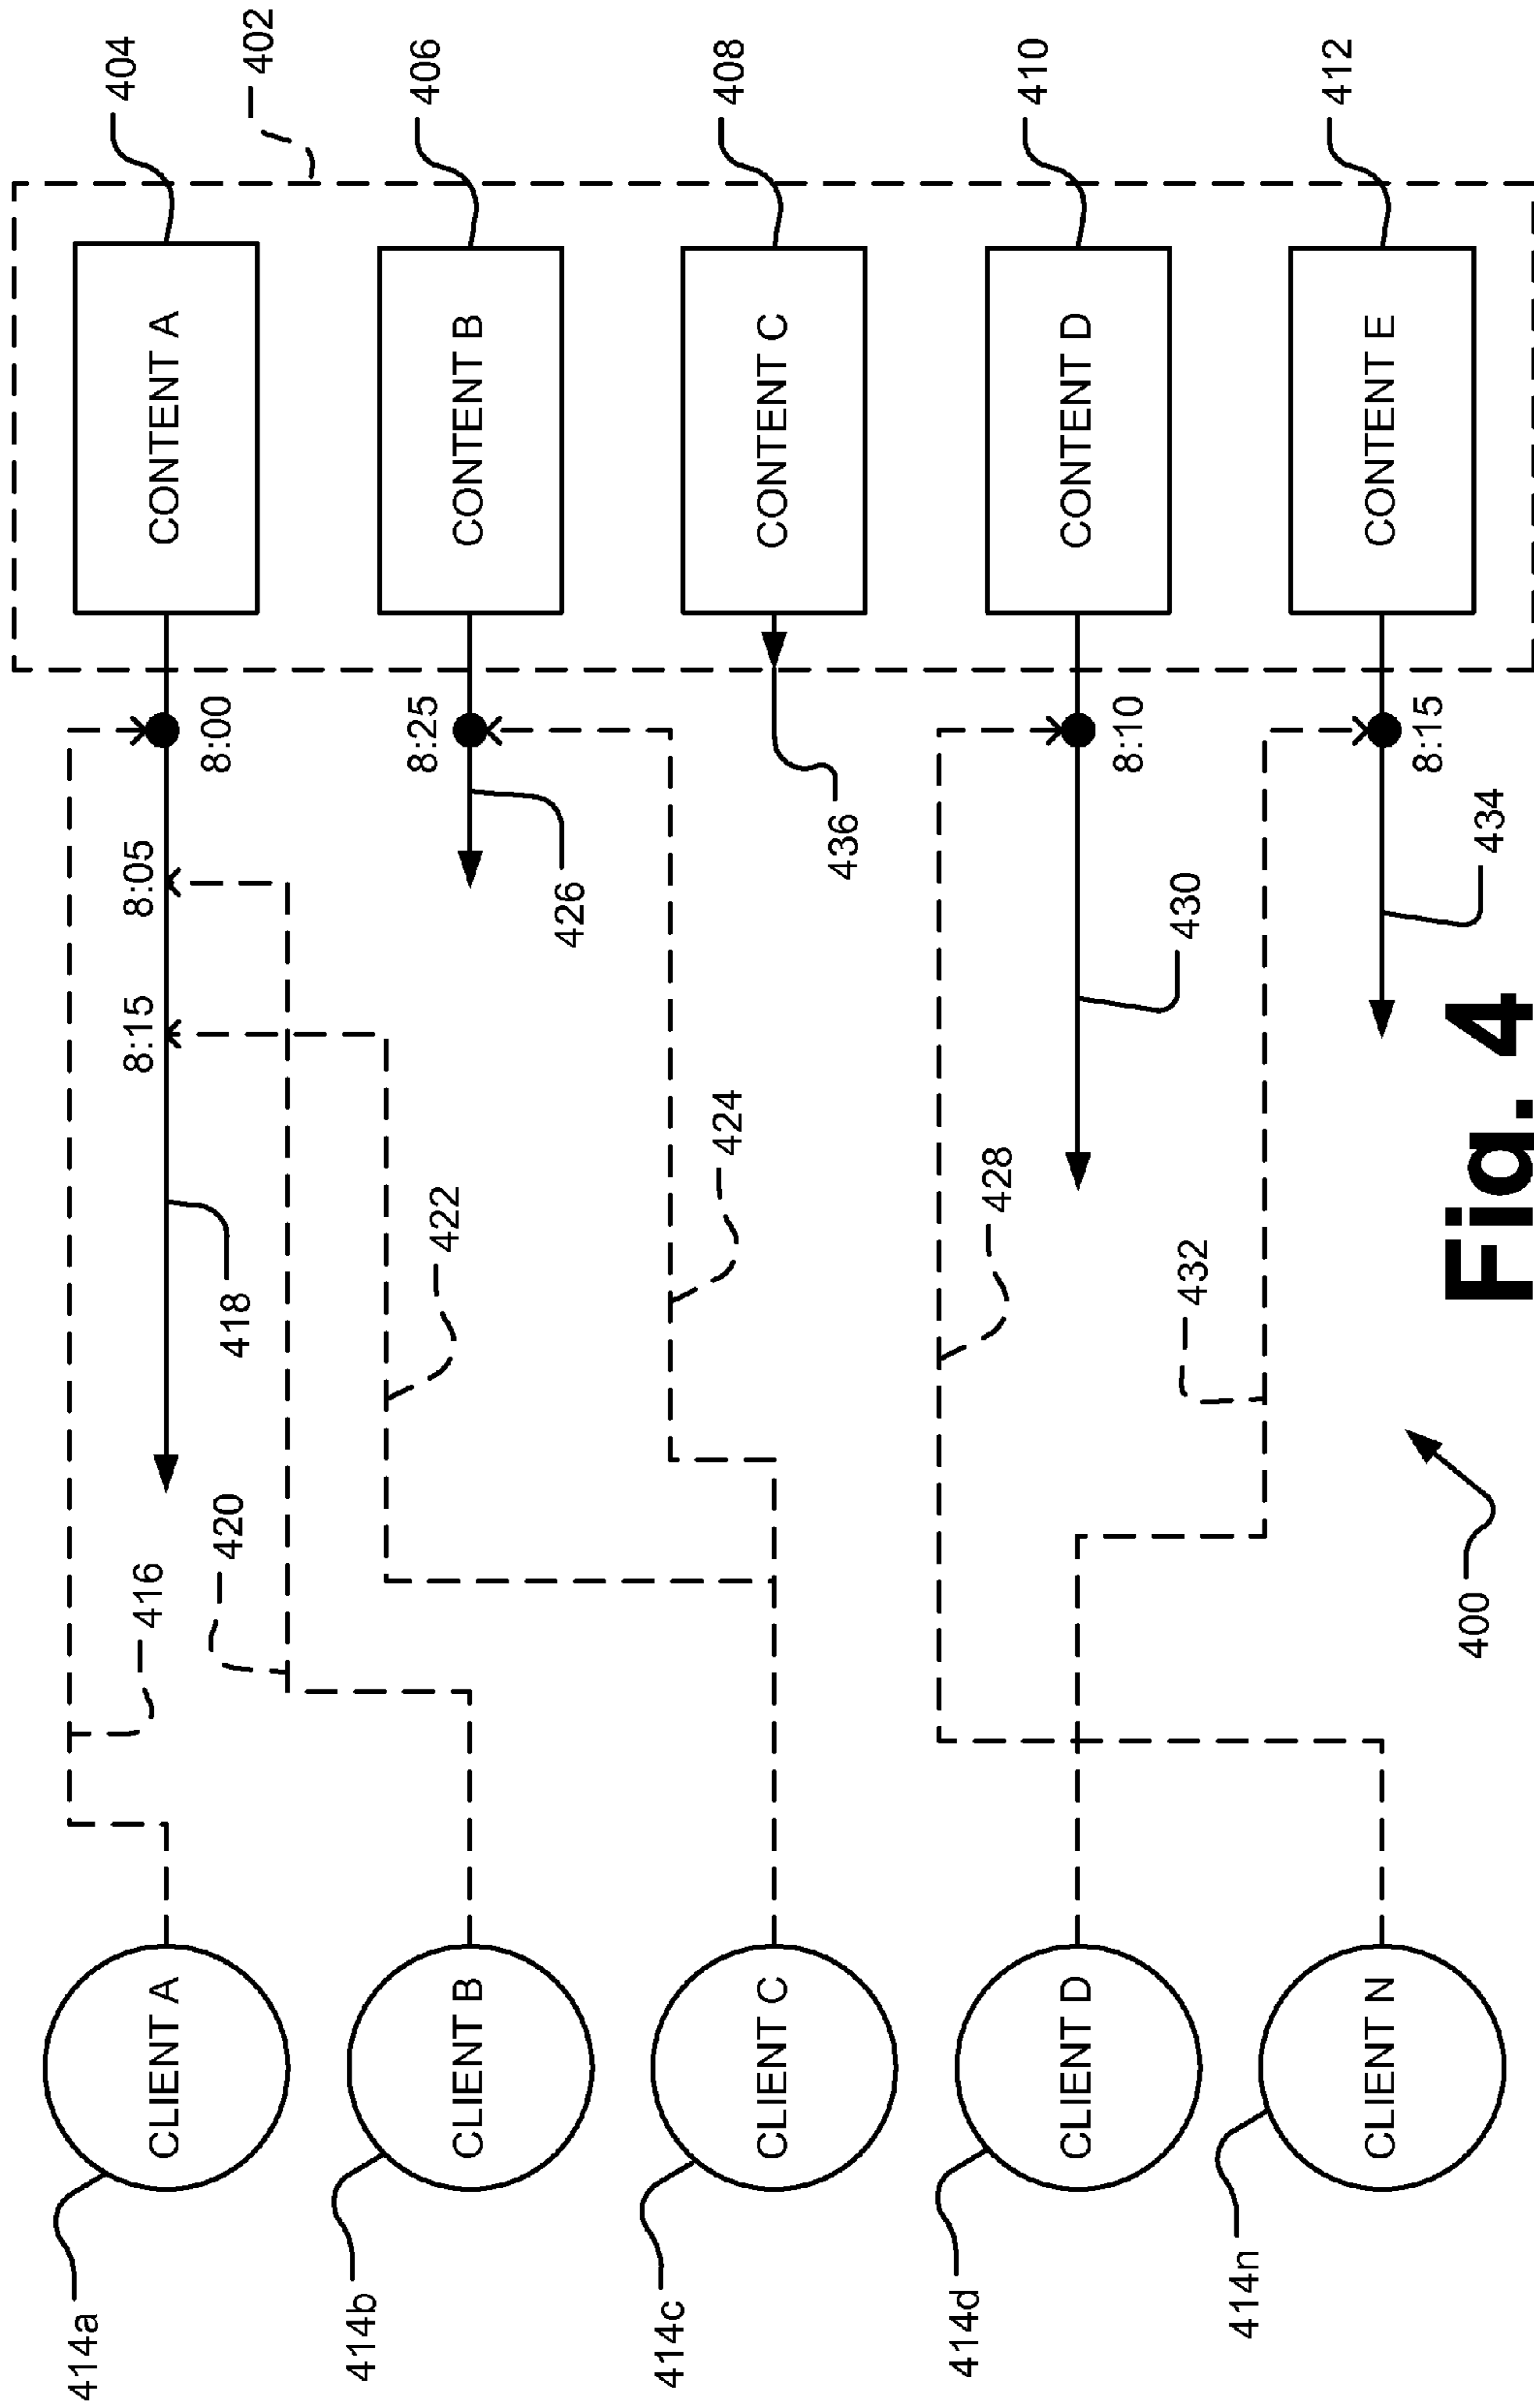 402
404
CONTENT A
8:00
8:05
8:15
418
416
420
CLIENT A
414a
406
CONTENT B
8:25
426
422
CLIENT B
414b
408
CONTENT C
436
424
CLIENT C
414c
410
CONTENT D
8:10
430
428
CLIENT D
414d
412
CONTENT E
8:15
434
432
CLIENT N
414n
400
Fig. 4